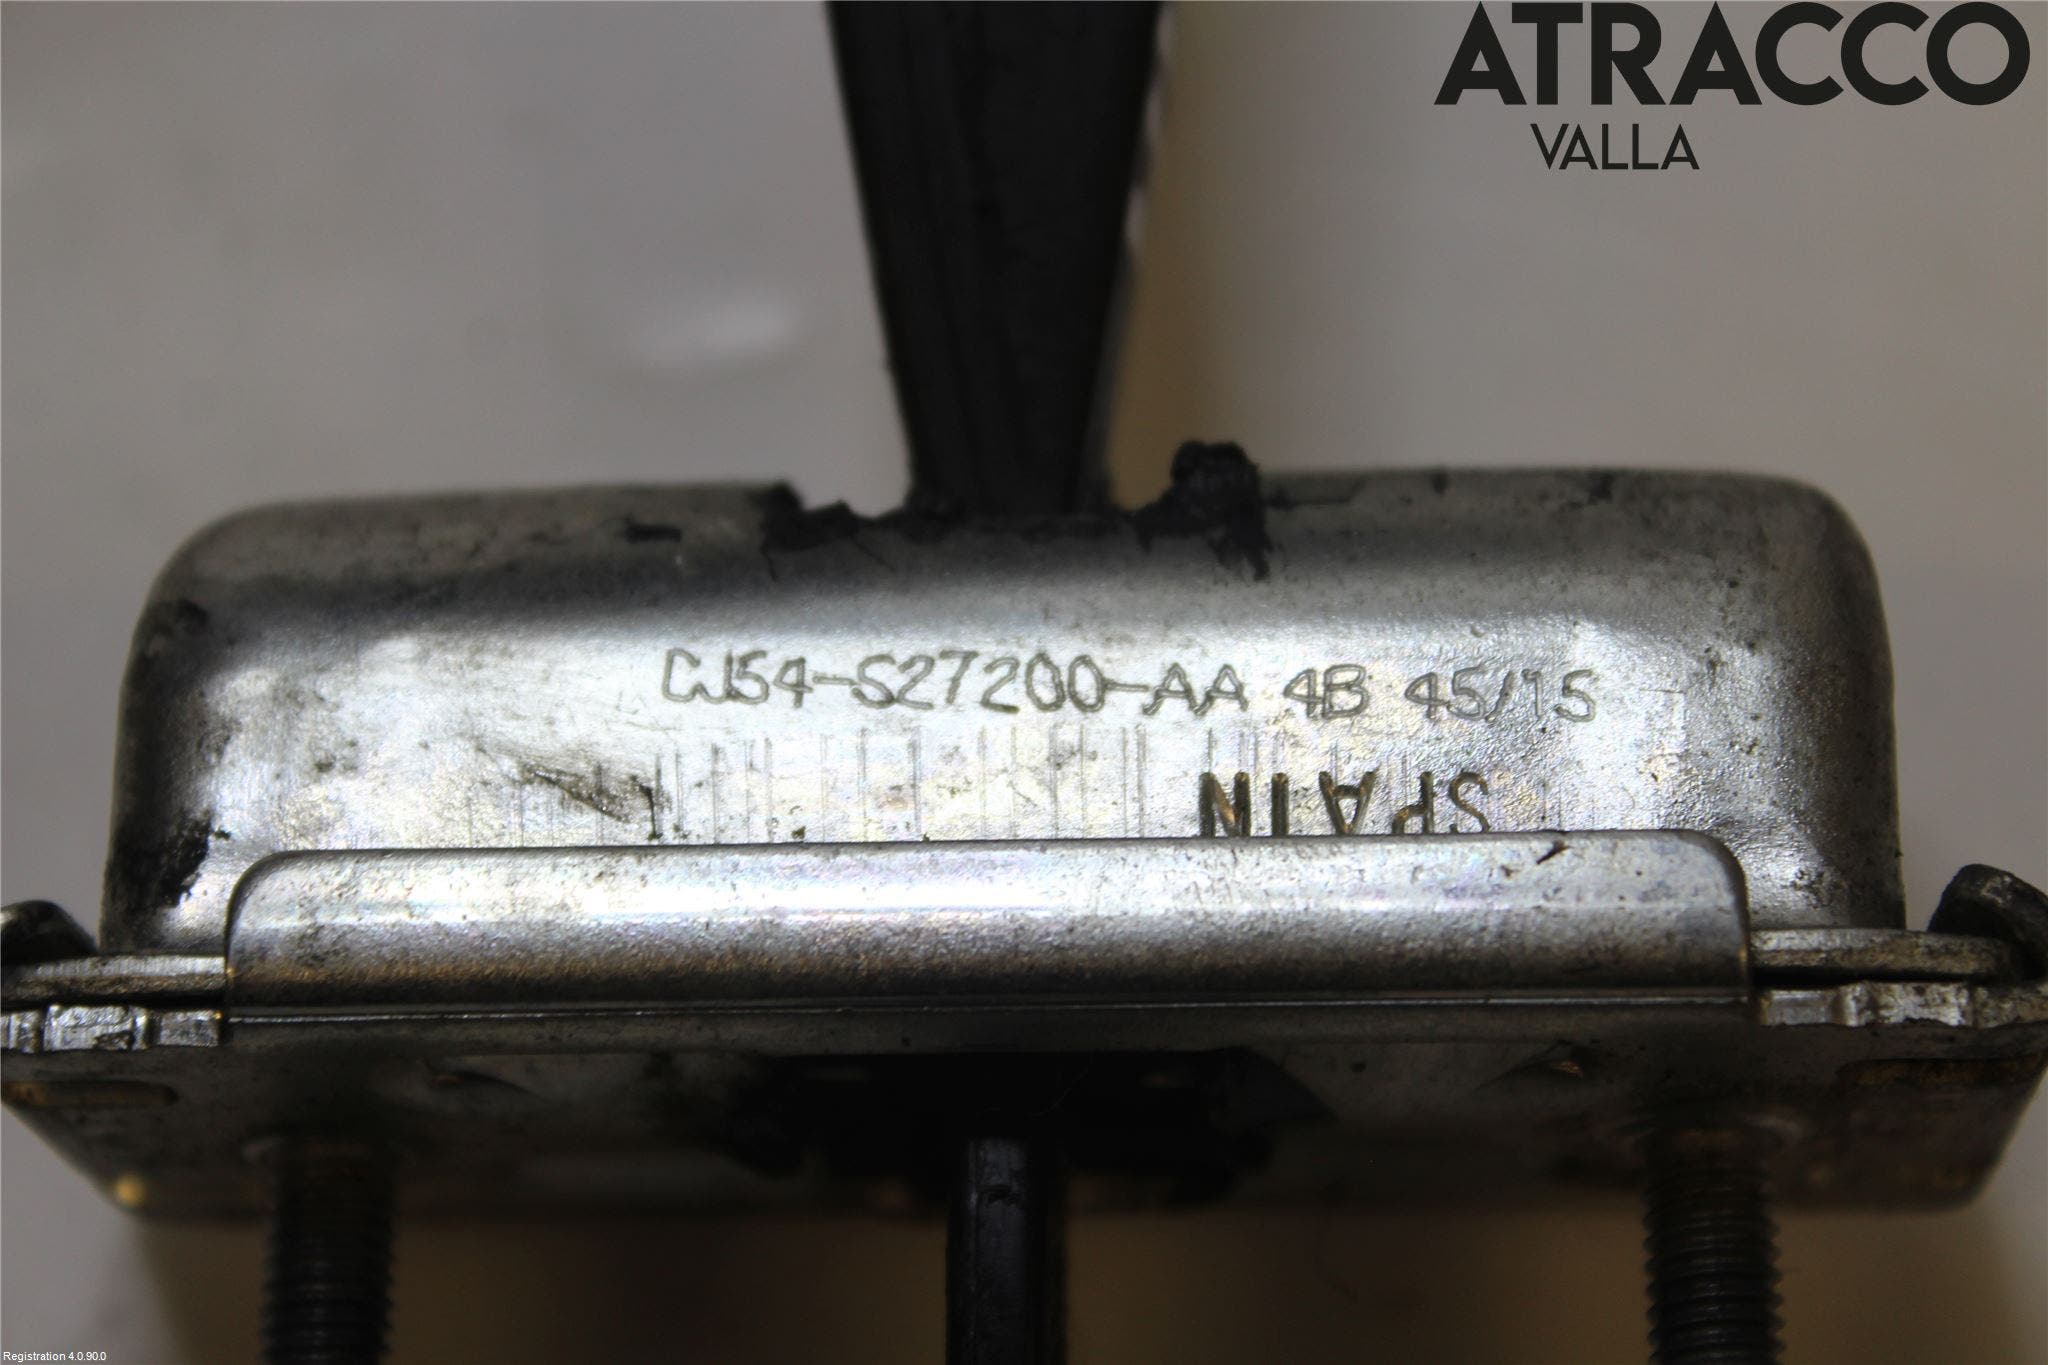 ATRACCO
VALLA
CJ54-S27200-AA 4B 45/15
SPAIN
Registration 4.0.90.0